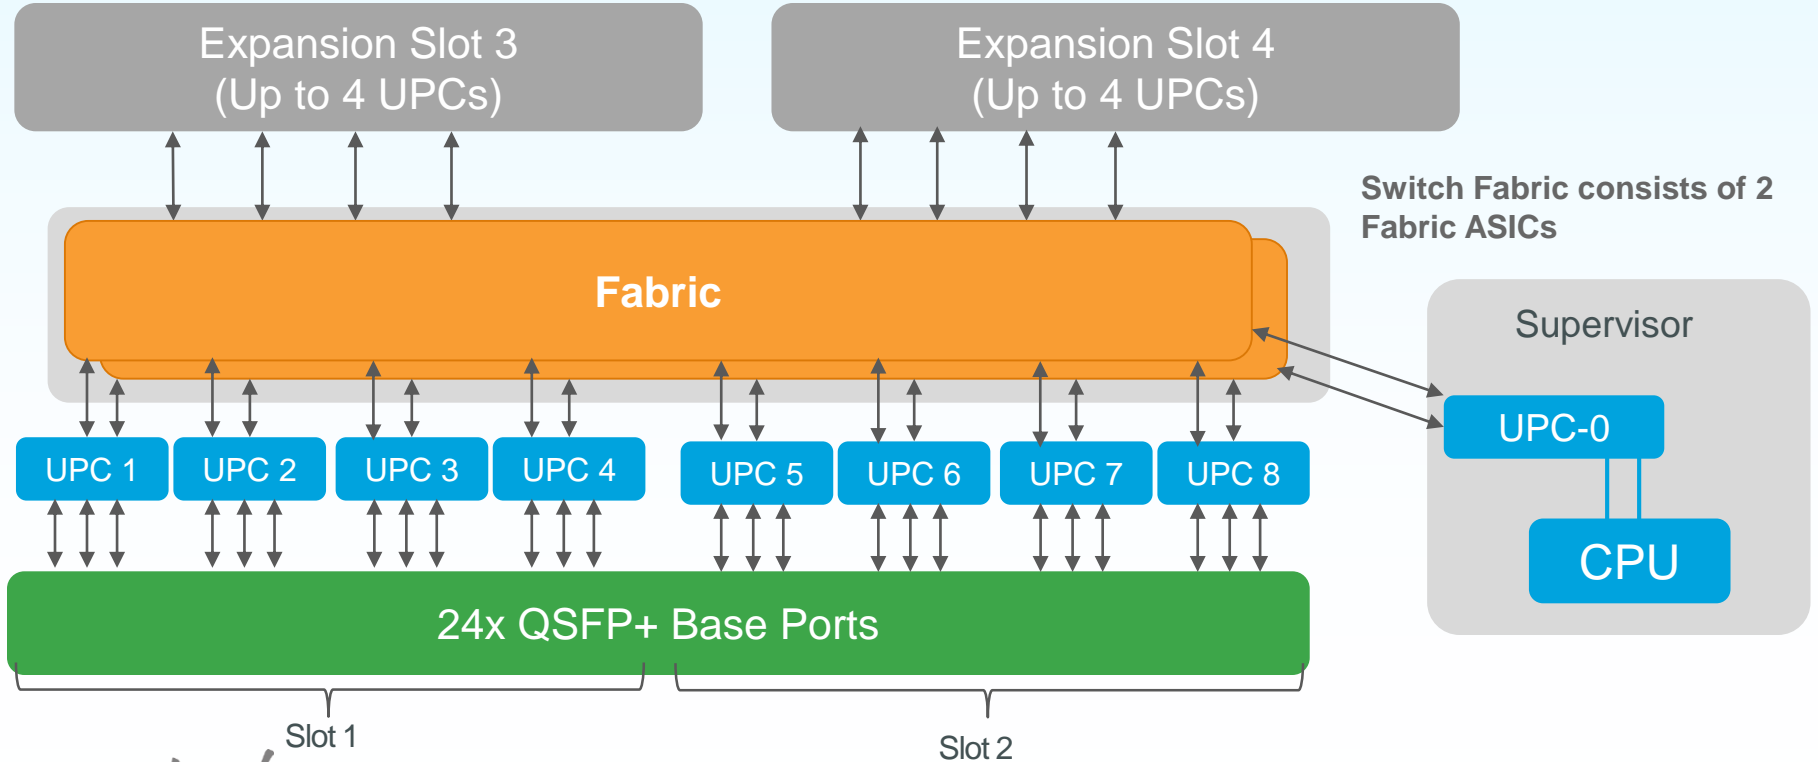 Expansion Slot 3
(Up to 4 UPCs)
Expansion Slot 4
(Up to 4 UPCs)
Switch Fabric consists of 2
Fabric ASICs
Fabric
Supervisor
UPC-0
CPU
UPC 1
UPC 2
UPC 3
UPC 4
UPC 5
UPC 6
UPC 7
UPC 8
24x QSFP+ Base Ports
Slot 1
Slot 2